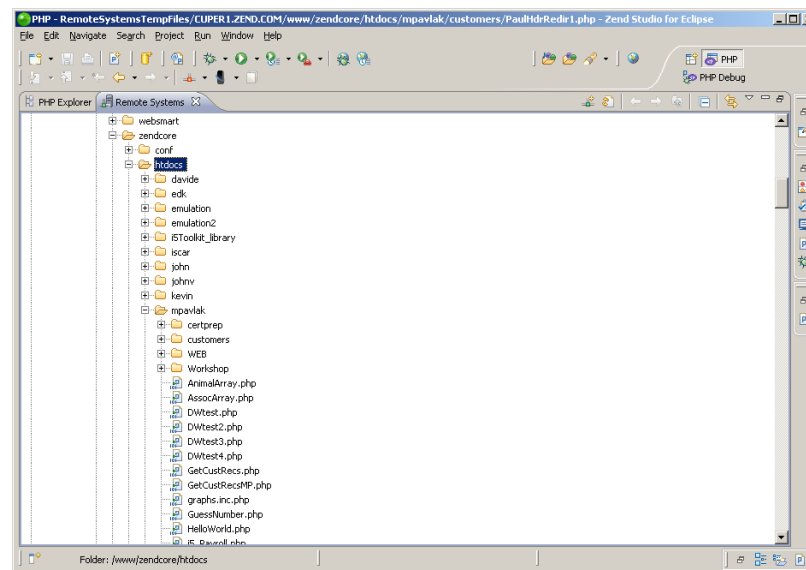 PHP - RemoteSystemsTempFiles/CUPER1.ZEND.COM/www/zendcore/htdocs/mpavlak/customers/PaulHdrRedir1.php - Zend Studio for Eclipse
File Edit Navigate Search Project Run Window Help
PHP
PHP Debug
PHP Explorer Remote Systems
websmart
zendcore
conf
htdocs
davide
edk
emulation
emulation2
i5Toolkit_library
iscar
john
johnv
kevin
mpavlak
certprep
customers
WEB
Workshop
AnimalArray.php
AssocArray.php
DWtest.php
DWtest2.php
DWtest3.php
DWtest4.php
GetCustRecs.php
GetCustRecsMP.php
graphs.inc.php
GuessNumber.php
HelloWorld.php
i5_Payroll.php
Folder: /www/zendcore/htdocs